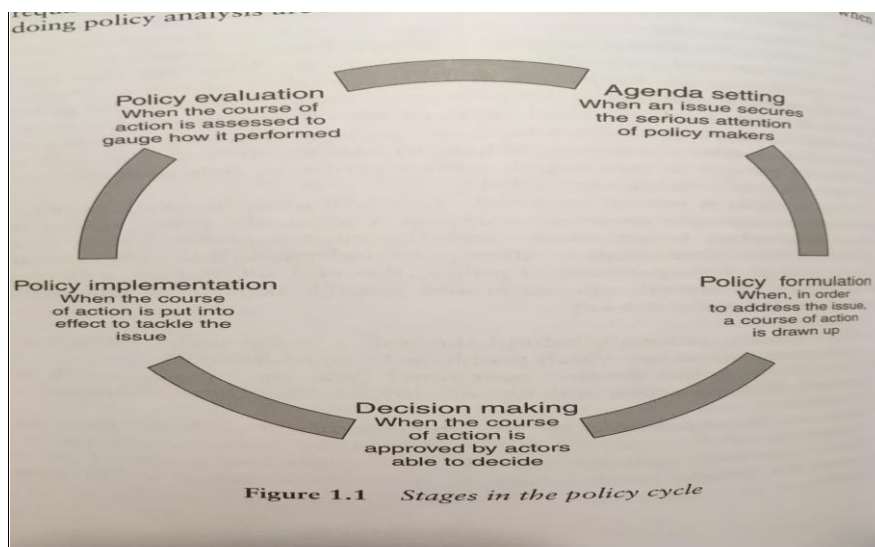 doing policy analysis
when
Policy evaluation
When the course of
action is assessed to
gauge how it performed
Agenda setting
When an issue secures
the serious attention
of policy makers
Policy implementation
When the course
of action is put into
effect to tackle the
issue
Policy formulation
When, in order
to address the issue,
a course of action
is drawn up
Decision making
When the course
of action is
approved by actors
able to decide
Figure 1.1 Stages in the policy cycle